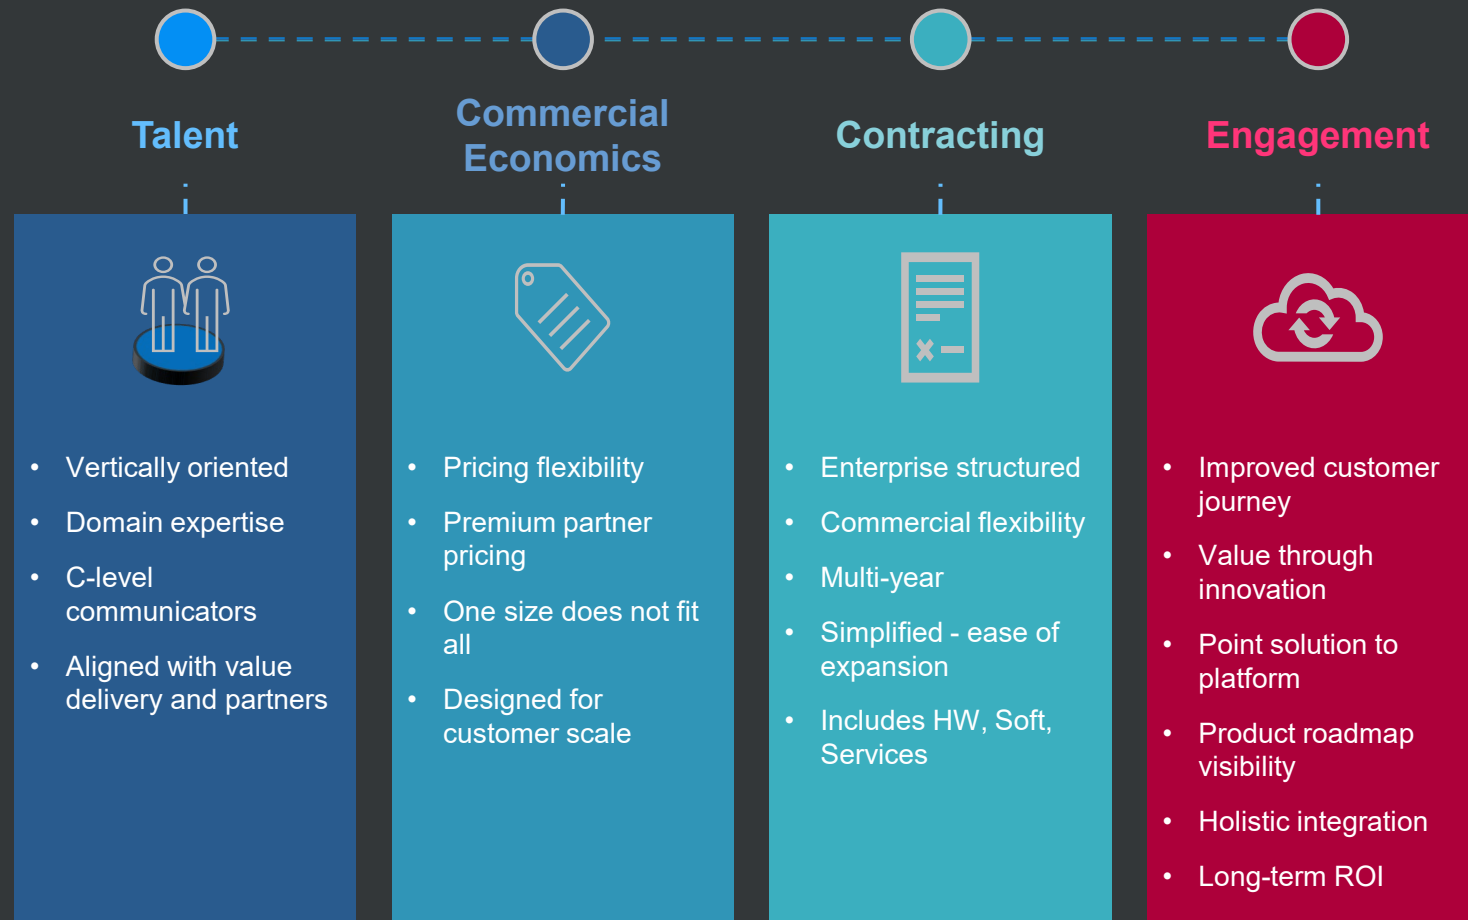 Talent
Commercial
Economics
Contracting
Engagement
• Vertically oriented
• Domain expertise
• C-level
communicators
• Aligned with value
delivery and partners
• Pricing flexibility
• Premium partner
pricing
• One size does not fit
all
• Designed for
customer scale
• Enterprise structured
• Commercial flexibility
• Multi-year
• Simplified - ease of
expansion
• Includes HW, Soft,
Services
• Improved customer
journey
• Value through
innovation
• Point solution to
platform
• Product roadmap
visibility
• Holistic integration
• Long-term ROI